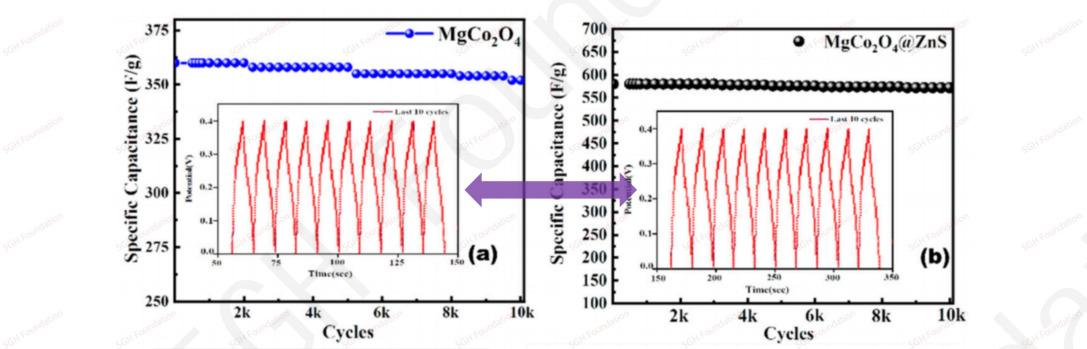 375
350
325
300
275
250
Specific Capacitance (F/g)
MgCo₂O₄
Last 10 cycles
0.4
0.3
0.2
0.1
0.0
Potential(V)
50 75 100 125 150
Time(sec)
(a)
2k 4k 6k 8k 10k
Cycles
700
650
600
550
500
450
400
350
300
250
200
150
100
Specific Capacitance (F/g)
MgCo₂O₄@ZnS
Last 10 cycles
0.4
0.3
0.2
0.1
0.0
Potential(V)
150 200 250 300 350
Time(sec)
(b)
2k 4k 6k 8k 10k
Cycles
SGH Foundation